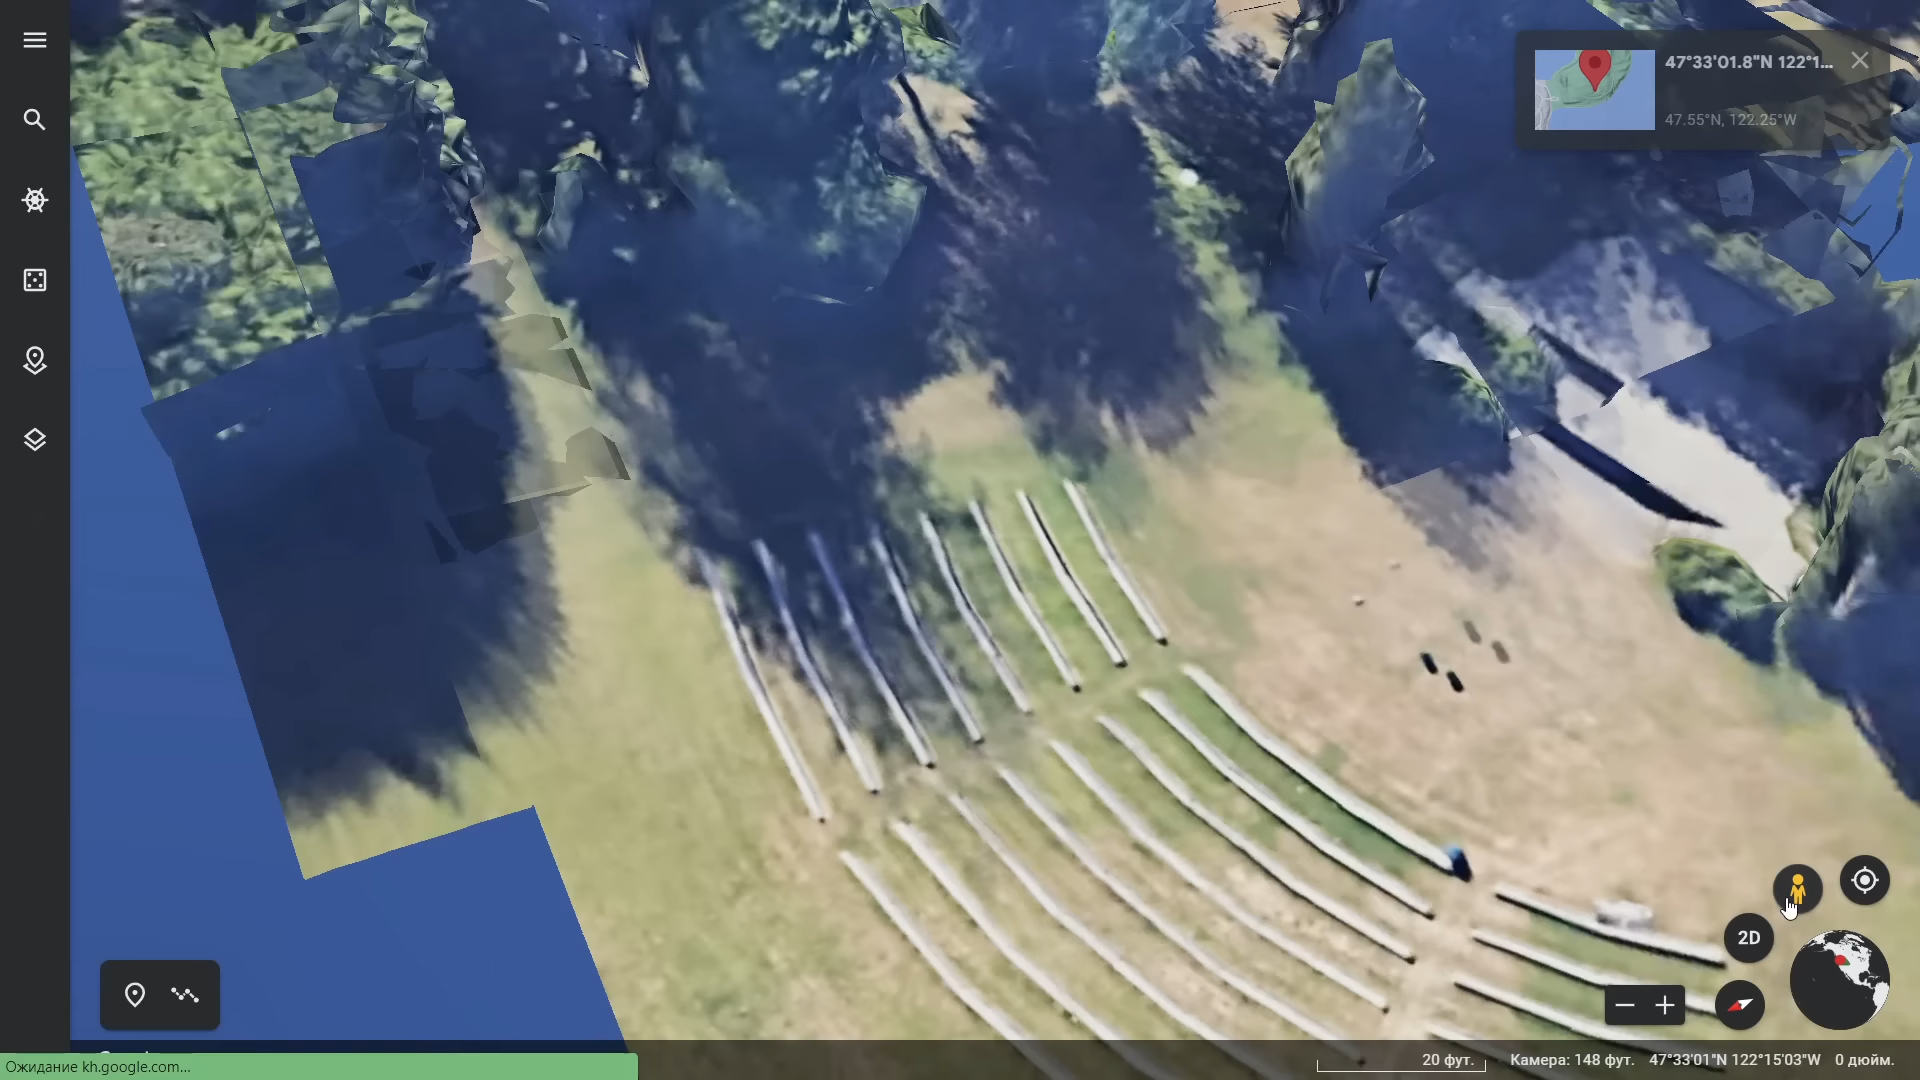 47°33'01.8"N 122°1...
47.55°N, 122.25°W
2D
20 фут.
Камера: 148 фут.
47°33'01"N 122°15'03"W
0 дюйм.
Ожидание kh.google.com...